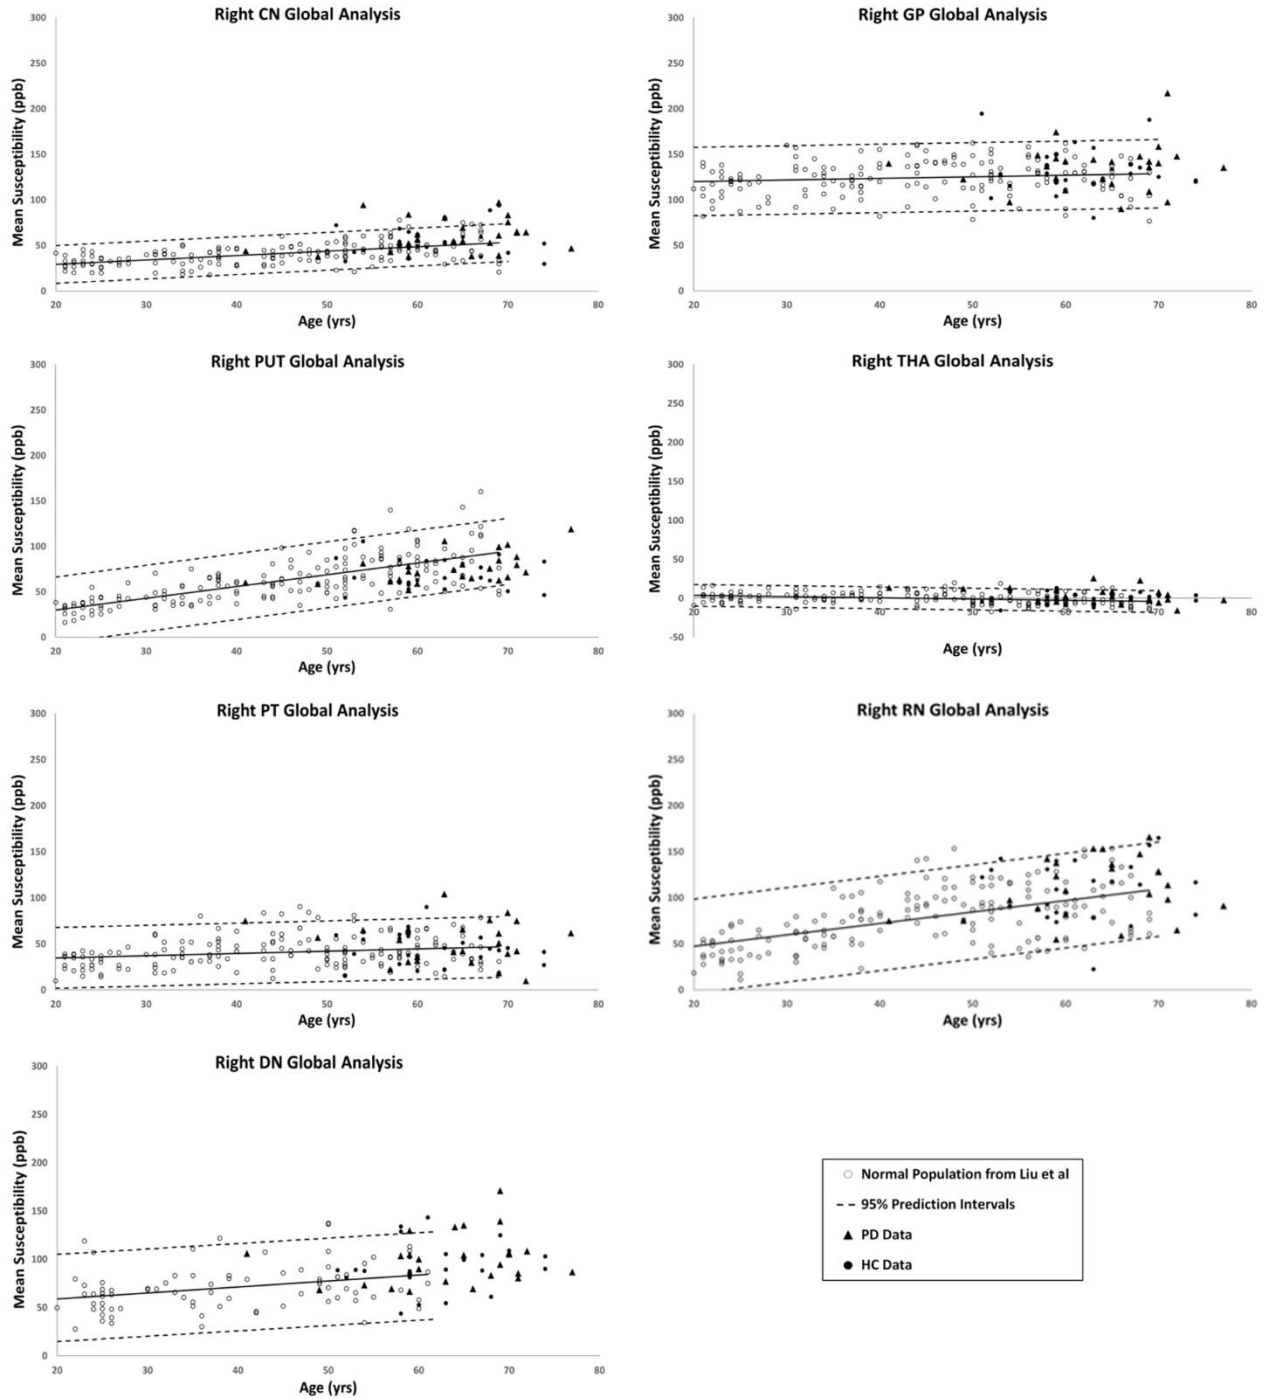 Right CN Global Analysis
300
250
200
150
100
50
0
20 30 40 50 60 70 80
Mean Susceptibility (ppb)
Age (yrs)
Right GP Global Analysis
300
250
200
150
100
50
0
20 30 40 50 60 70 80
Mean Susceptibility (ppb)
Age (yrs)
Right PUT Global Analysis
300
250
200
150
100
50
0
20 30 40 50 60 70 80
Mean Susceptibility (ppb)
Age (yrs)
Right THA Global Analysis
300
250
200
150
100
50
0
-50
20 30 40 50 60 70 80
Mean Susceptibility (ppb)
Age (yrs)
Right PT Global Analysis
300
250
200
150
100
50
0
20 30 40 50 60 70 80
Mean Susceptibility (ppb)
Age (yrs)
Right RN Global Analysis
300
250
200
150
100
50
0
20 30 40 50 60 70 80
Mean Susceptibility (ppb)
Age (yrs)
Right DN Global Analysis
300
250
200
150
100
50
0
20 30 40 50 60 70 80
Mean Susceptibility (ppb)
Age (yrs)
Normal Population from Liu et al
95% Prediction Intervals
PD Data
HC Data